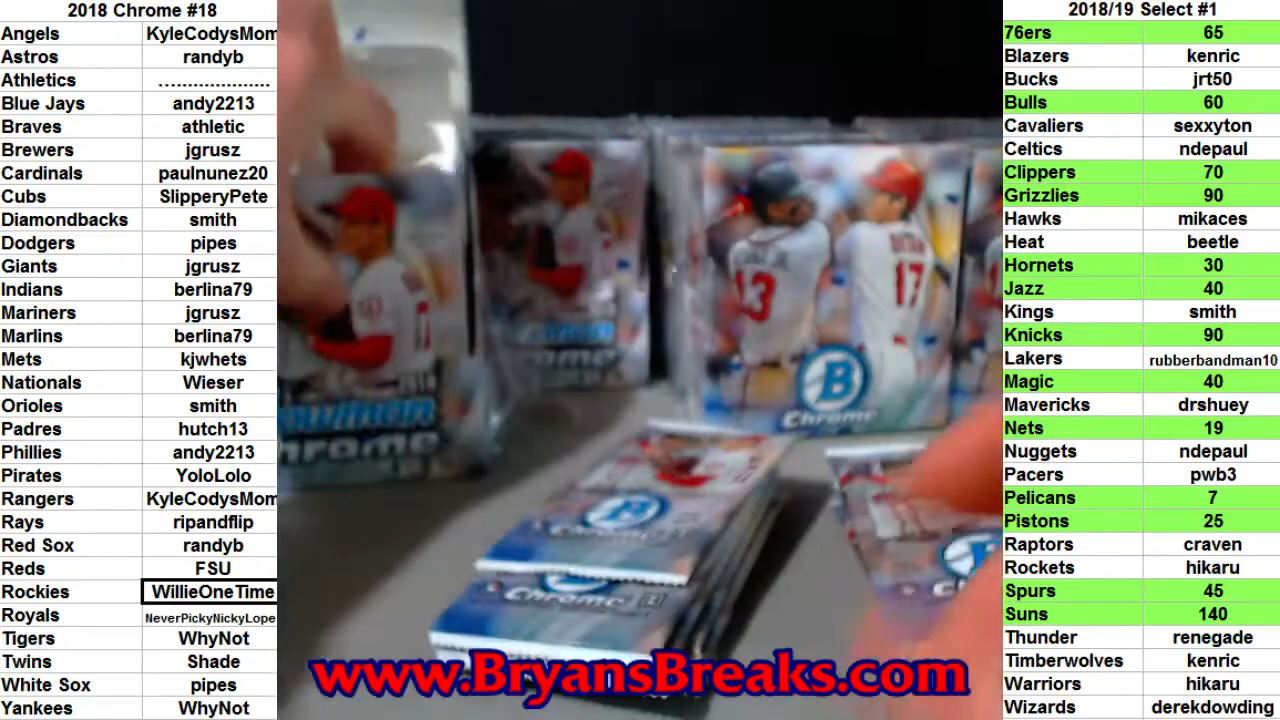 2018 Chrome #18
Angels KyleCodysMom
Astros randyb
Athletics ....................
Blue Jays andy2213
Braves athletic
Brewers jgrusz
Cardinals paulnunez20
Cubs SlipperyPete
Diamondbacks smith
Dodgers pipes
Giants jgrusz
Indians berlina79
Mariners jgrusz
Marlins berlina79
Mets kjwhets
Nationals Wieser
Orioles smith
Padres hutch13
Phillies andy2213
Pirates YoloLolo
Rangers KyleCodysMom
Rays ripandflip
Red Sox randyb
Reds FSU
Rockies WillieOneTime
Royals NeverPickyNickyLope
Tigers WhyNot
Twins Shade
White Sox pipes
Yankees WhyNot
13
17
B
Chrome
Chrome
B
Chrome
www.BryansBreaks.com
2018/19 Select #1
76ers 65
Blazers kenric
Bucks jrt50
Bulls 60
Cavaliers sexxyton
Celtics ndepaul
Clippers 70
Grizzlies 90
Hawks mikaces
Heat beetle
Hornets 30
Jazz 40
Kings smith
Knicks 90
Lakers rubberbandman10
Magic 40
Mavericks drshuey
Nets 19
Nuggets ndepaul
Pacers pwb3
Pelicans 7
Pistons 25
Raptors craven
Rockets hikaru
Spurs 45
Suns 140
Thunder renegade
Timberwolves kenric
Warriors hikaru
Wizards derekdowding